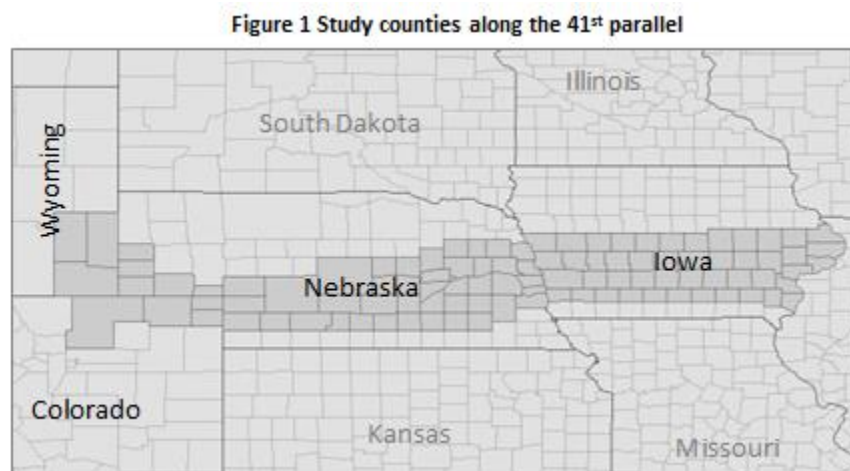 Figure 1 Study counties along the 41st parallel
Illinois
South Dakota
Wyoming
Iowa
Nebraska
Colorado
Kansas
Missouri